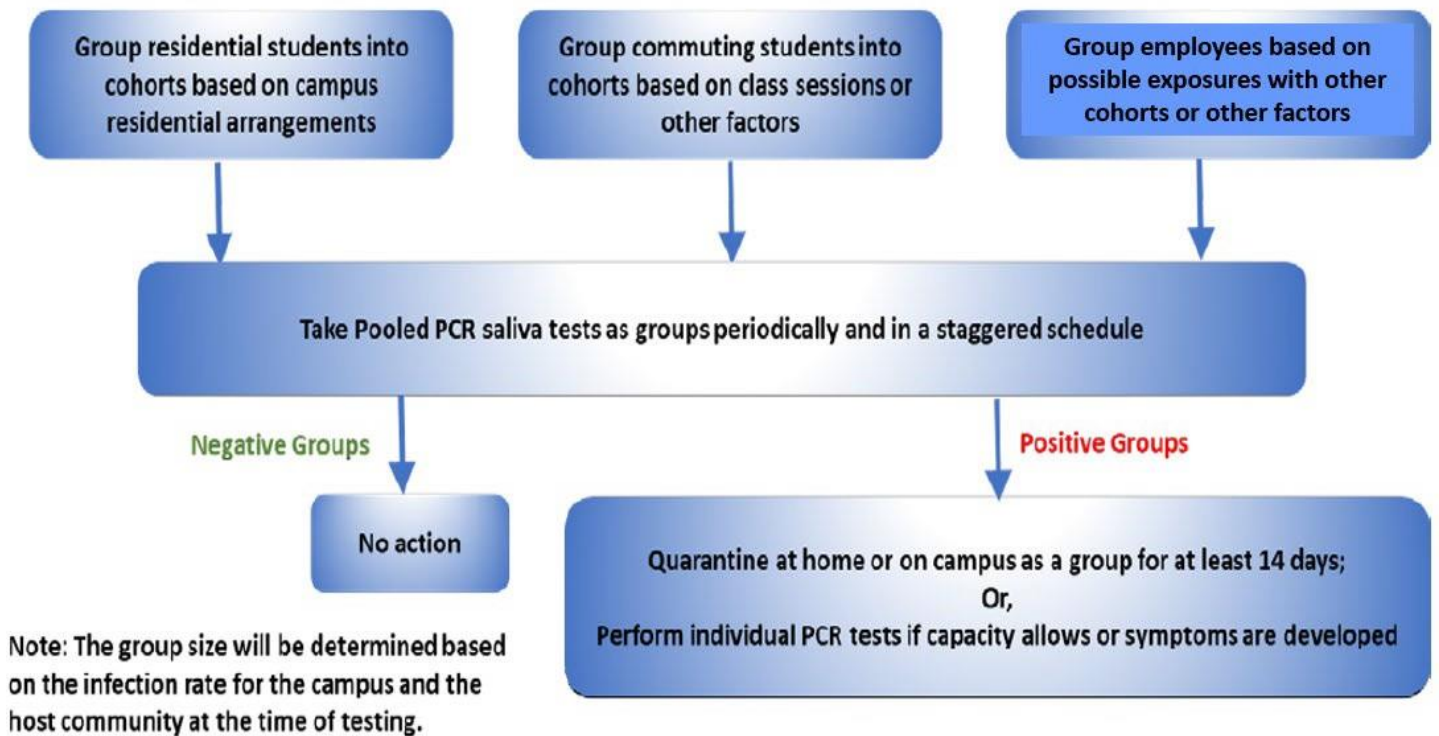 Group residential students into
cohorts based on campus
residential arrangements
Group commuting students into
cohorts based on class sessions or
other factors
Group employees based on
possible exposures with other
cohorts or other factors
Take Pooled PCR saliva tests as groups periodically and in a staggered schedule
Negative Groups
Positive Groups
No action
Quarantine at home or on campus as a group for at least 14 days;
Or,
Perform individual PCR tests if capacity allows or symptoms are developed
Note: The group size will be determined based
on the infection rate for the campus and the
host community at the time of testing.